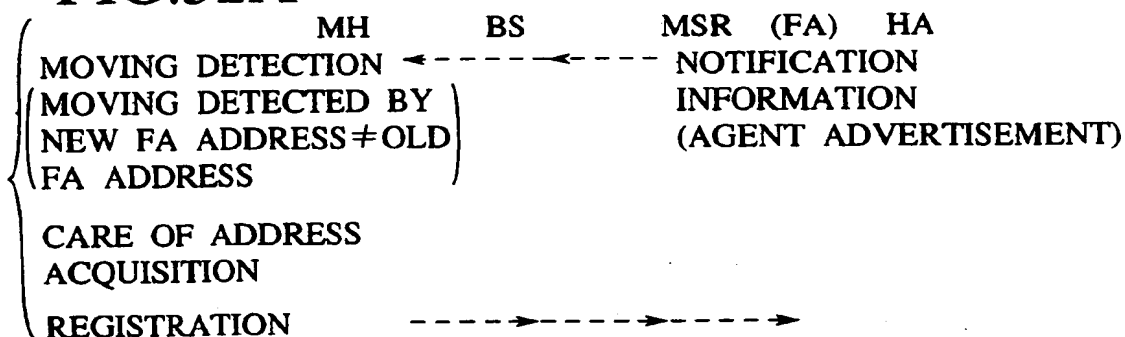 MH BS MSR (FA) HA
MOVING DETECTION NOTIFICATION
MOVING DETECTED BY INFORMATION
NEW FA ADDRESS≠OLD (AGENT ADVERTISEMENT)
FA ADDRESS
CARE OF ADDRESS
ACQUISITION
REGISTRATION